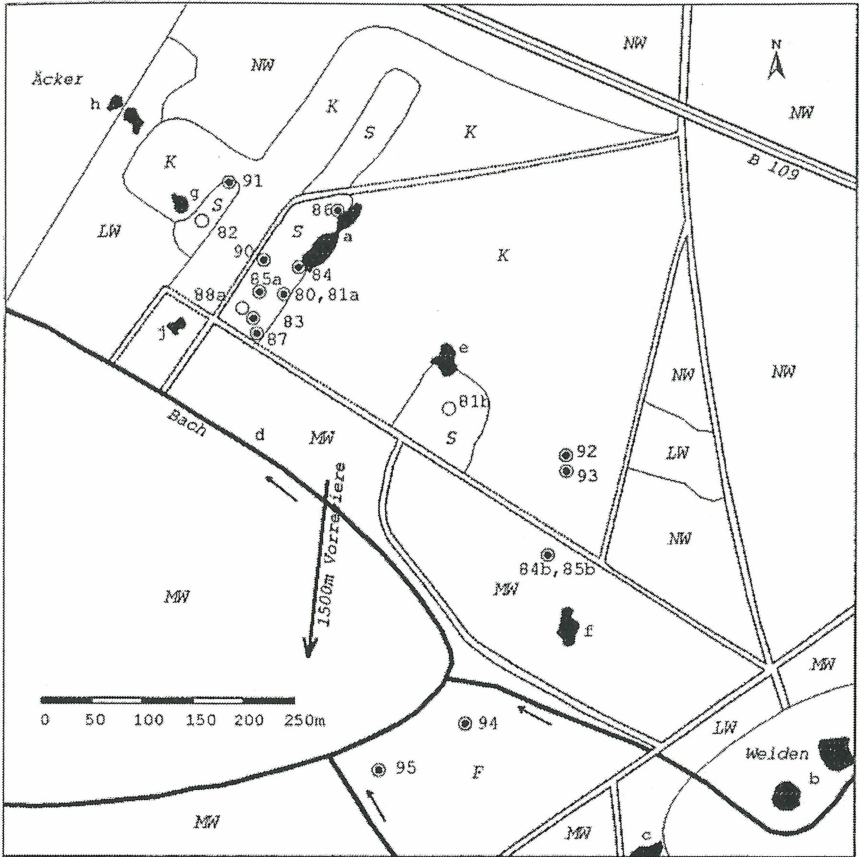 NW
N
Äcker
NW
h
K
S
K
NW
B 109
K
g
91
S
82
86
S
a
LW
90
84
K
85a
80,81a
88a
83
j
87
e
NW
NW
81b
Bach
d
MW
S
LW
92
93
1500m Vorreviere
NW
84b,85b
MW
MW
f
MW
0 50 100 150 200 250m
94
LW
Weiden
b
95
F
MW
MW
c